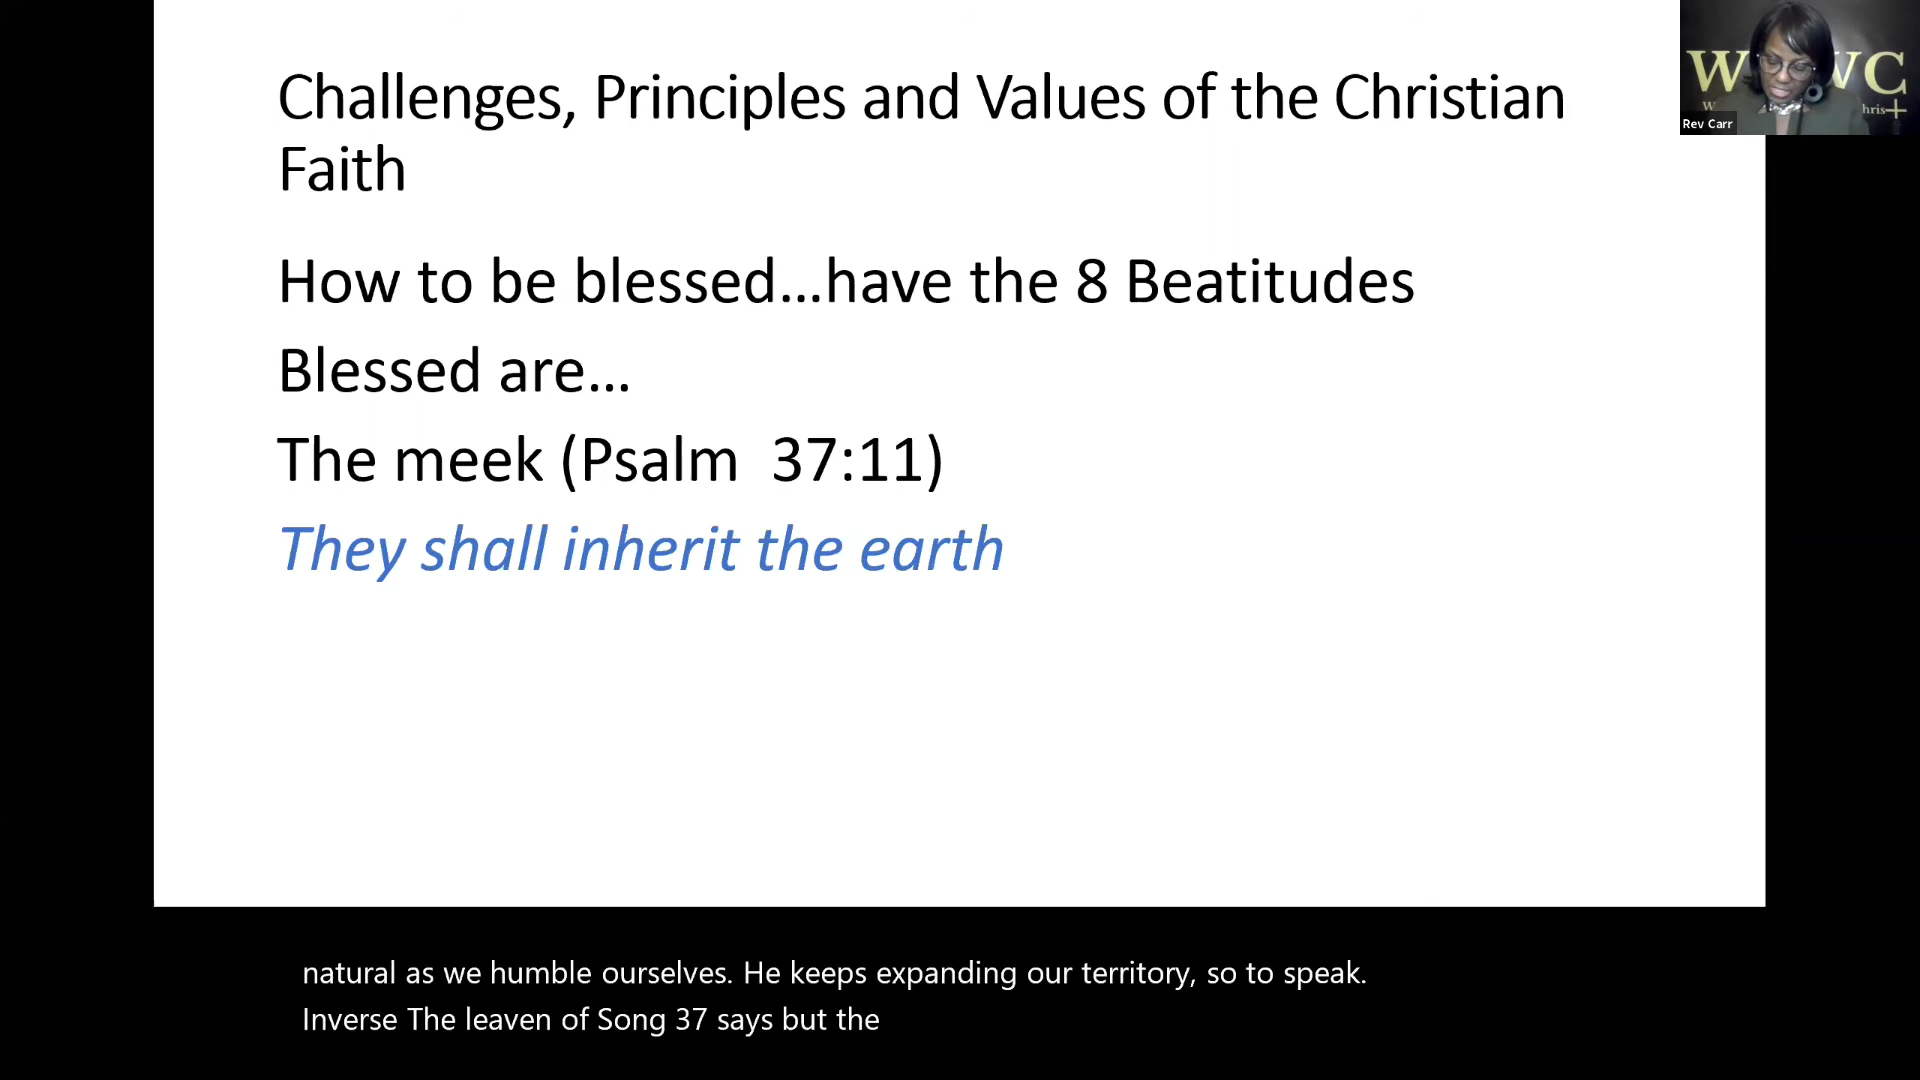 Challenges, Principles and Values of the Christian
Faith
How to be blessed...have the 8 Beatitudes
Blessed are...
The meek (Psalm  37:11)
They shall inherit the earth
Rev Carr
natural as we humble ourselves. He keeps expanding our territory, so to speak.
Inverse The leaven of Song 37 says but the